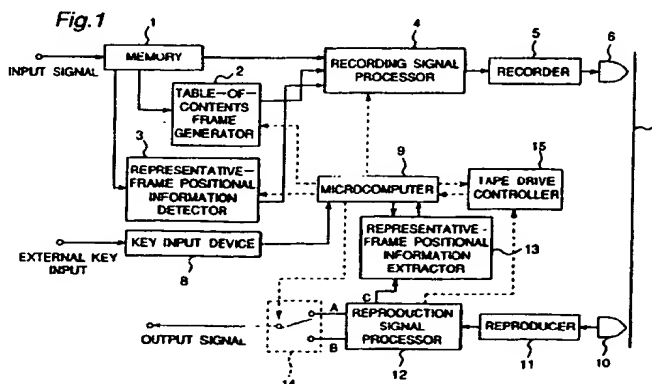 Fig.1
1
4
5
6
INPUT SIGNAL
MEMORY
2
RECORDING SIGNAL
PROCESSOR
RECORDER
TABLE-OF-
CONTENTS
FRAME
GENERATOR
3
9
15
REPRESENTATIVE-
FRAME POSITIONAL
INFORMATION
DETECTOR
MICROCOMPUTER
TAPE DRIVE
CONTROLLER
EXTERNAL KEY
INPUT
KEY INPUT DEVICE
8
REPRESENTATIVE-
FRAME POSITIONAL
INFORMATION
EXTRACTOR
13
C
A
B
OUTPUT SIGNAL
REPRODUCTION
SIGNAL
PROCESSOR
REPRODUCER
14
12
11
10